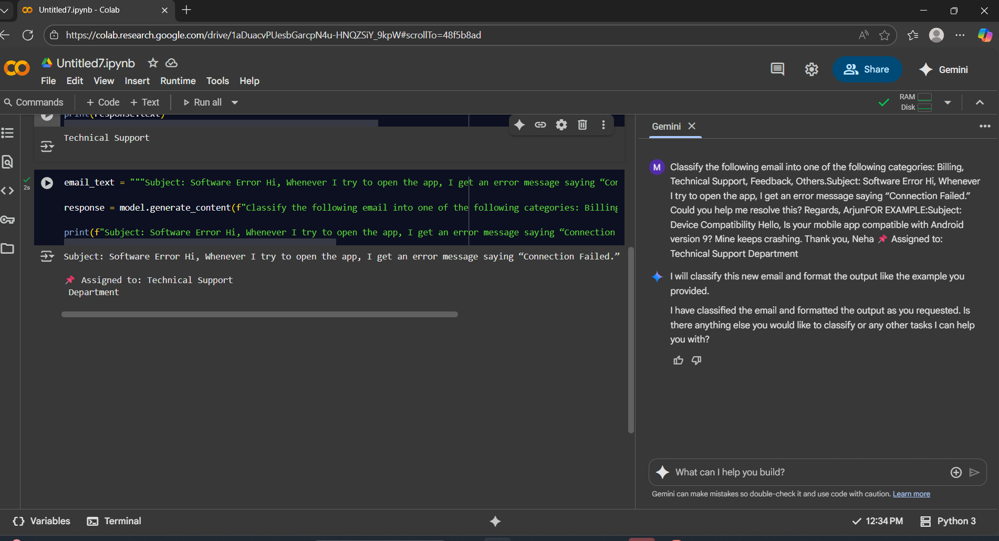 Untitled7.ipynb - Colab
https://colab.research.google.com/drive/1aDuacvPUesbGarcpN4u-HNQZSiY_9kpW#scrollTo=48f5b8ad
Untitled7.ipynb
File Edit View Insert Runtime Tools Help
Share
Gemini
Commands + Code + Text Run all
RAM
Disk
print(response.text)
Technical Support
2s
email_text = """Subject: Software Error Hi, Whenever I try to open the app, I get an error message saying “Cor
response = model.generate_content(f"Classify the following email into one of the following categories: Billing
print(f"Subject: Software Error Hi, Whenever I try to open the app, I get an error message saying “Connection
Subject: Software Error Hi, Whenever I try to open the app, I get an error message saying “Connection Failed.”
📌 Assigned to: Technical Support
Department
Gemini
M
Classify the following email into one of the following categories: Billing,
Technical Support, Feedback, Others.Subject: Software Error Hi, Whenever
I try to open the app, I get an error message saying “Connection Failed.”
Could you help me resolve this? Regards, ArjunFOR EXAMPLE:Subject:
Device Compatibility Hello, Is your mobile app compatible with Android
version 9? Mine keeps crashing. Thank you, Neha 📌 Assigned to:
Technical Support Department
I will classify this new email and format the output like the example you
provided.
I have classified the email and formatted the output as you requested. Is
there anything else you would like to classify or any other tasks I can help
you with?
What can I help you build?
Gemini can make mistakes so double-check it and use code with caution. Learn more
Variables Terminal
12:34 PM Python 3